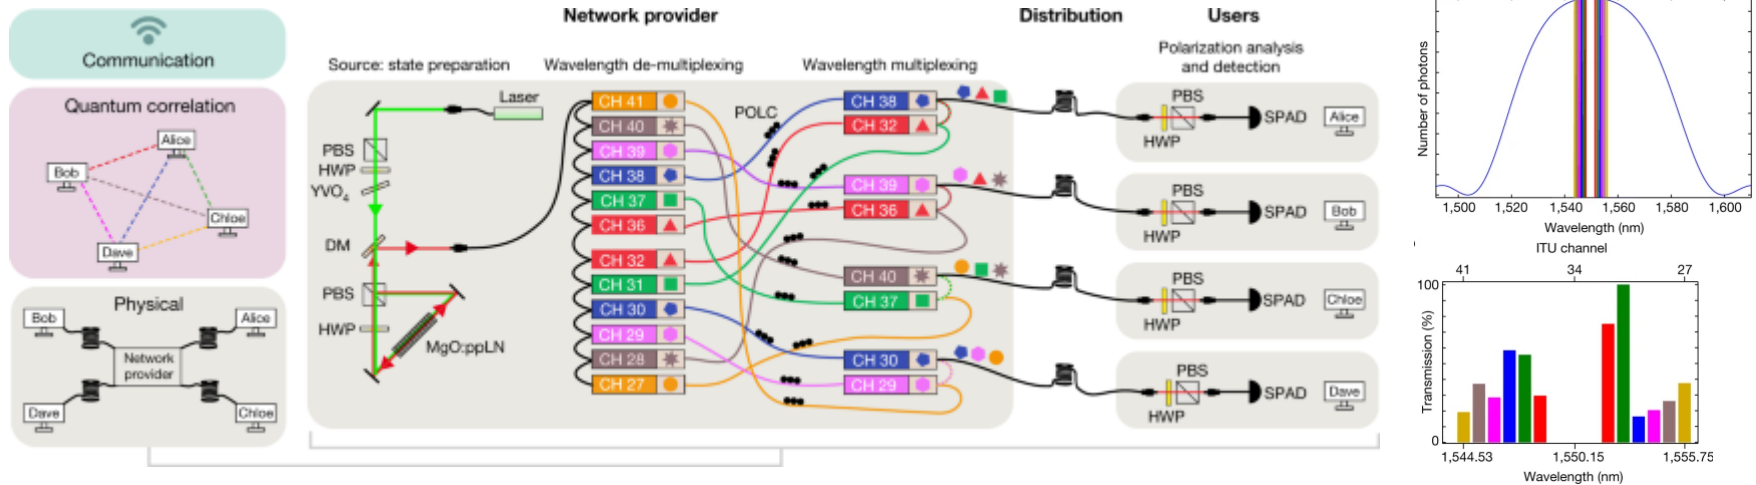 Communication
Quantum correlation
Alice
Bob
Chloe
Dave
Physical
Bob
Alice
Network
provider
Dave
Chloe
Network provider
Distribution
Users
Source: state preparation
Wavelength de-multiplexing
Wavelength multiplexing
Polarization analysis
and detection
Laser
PBS
HWP
YVO4
DM
PBS
HWP
MgO:ppLN
CH 41
CH 40
CH 39
CH 38
CH 37
CH 36
CH 32
CH 31
CH 30
CH 29
CH 28
CH 27
POLC
CH 38
CH 32
CH 39
CH 36
CH 40
CH 37
CH 30
CH 29
PBS
HWP
SPAD
Alice
PBS
HWP
SPAD
Bob
PBS
HWP
SPAD
Chloe
PBS
HWP
SPAD
Dave
Number of photons
1,500 1,520 1,540 1,560 1,580 1,600
Wavelength (nm)
ITU channel
41 34 27
100
Transmission (%)
0
1,544.53 1,550.15 1,555.75
Wavelength (nm)